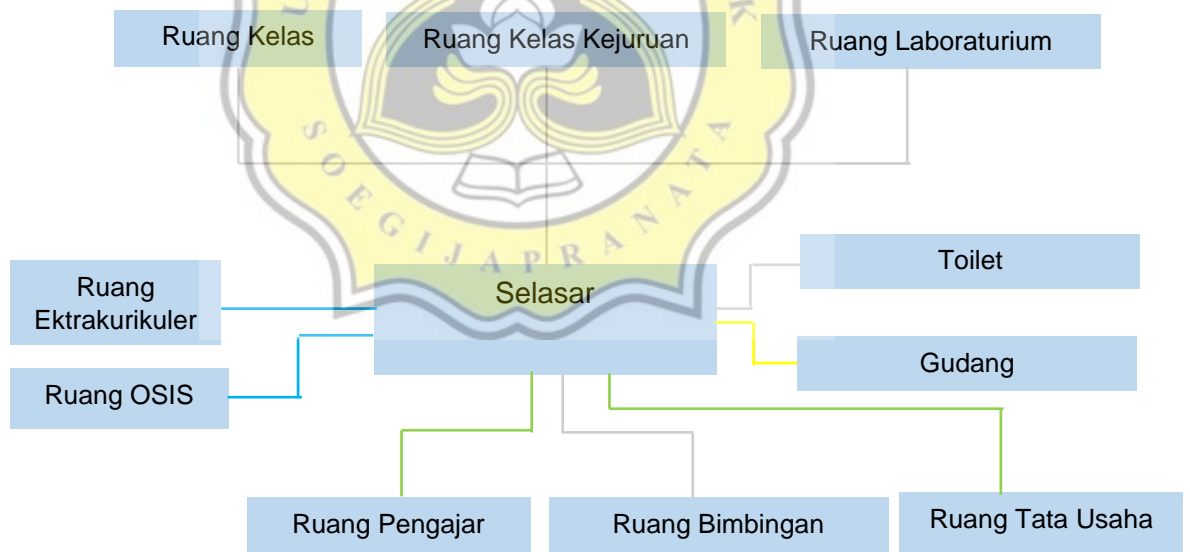 Ruang Kelas
Ruang Kelas Kejuruan
Ruang Laboraturium
SOEGIJAPRANATA
Selasar
Toilet
Ruang
Ektrakurikuler
Gudang
Ruang OSIS
Ruang Pengajar
Ruang Bimbingan
Ruang Tata Usaha